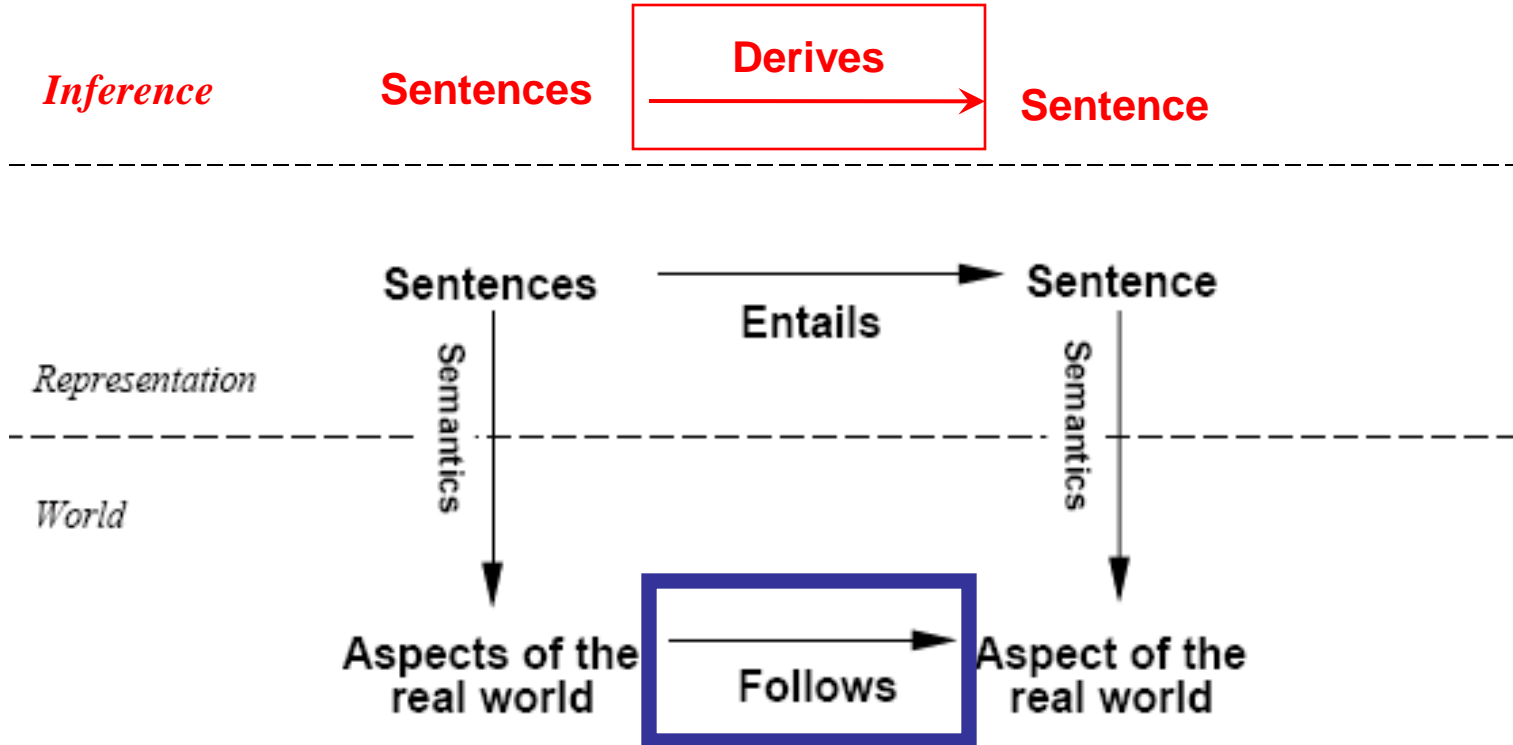 Inference
Sentences
Derives
Sentence
Sentences
Entails
Sentence
Semantics
Semantics
Representation
World
Aspects of the
real world
Follows
Aspect of the
real world